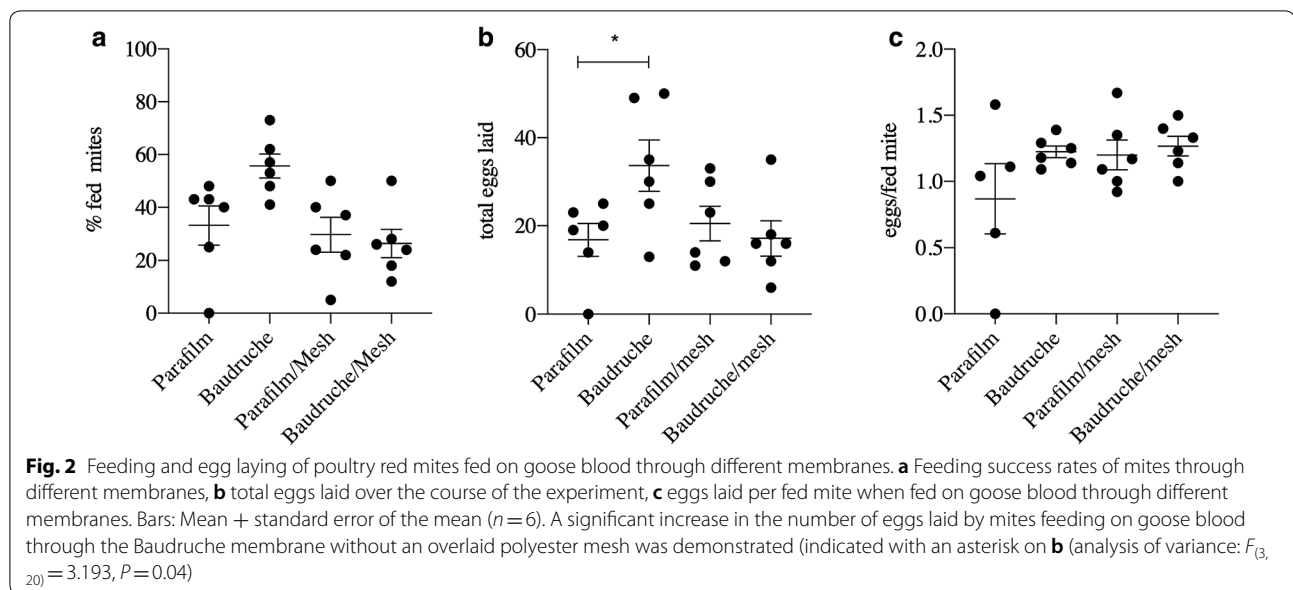 a
b
c
100
80
60
40
20
0
% fed mites
Parafilm
Baudruche
Parafilm/Mesh
Baudruche/Mesh
*
60
40
20
0
total eggs laid
Parafilm
Baudruche
Parafilm/mesh
Baudruche/mesh
2.0
1.5
1.0
0.5
0.0
eggs/fed mite
Parafilm
Baudruche
Parafilm/mesh
Baudruche/mesh
Fig. 2 Feeding and egg laying of poultry red mites fed on goose blood through different membranes. a Feeding success rates of mites through
different membranes, b total eggs laid over the course of the experiment, c eggs laid per fed mite when fed on goose blood through different
membranes. Bars: Mean + standard error of the mean (n = 6). A significant increase in the number of eggs laid by mites feeding on goose blood
through the Baudruche membrane without an overlaid polyester mesh was demonstrated (indicated with an asterisk on b (analysis of variance: F(3,
20) = 3.193, P = 0.04)